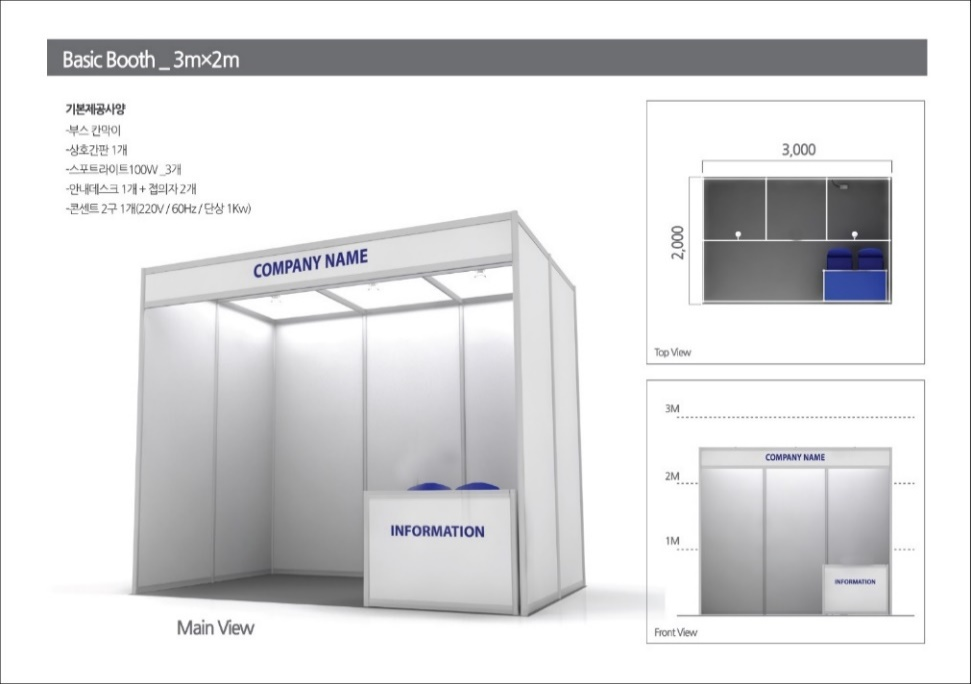 Basic Booth _ 3m×2m
기본제공사양
-부스 칸막이
-상호간판 1개
-스포트라이트100W _3개
-안내데스크 1개 + 접의자 2개
-콘센트 2구 1개(220V / 60Hz / 단상 1Kw)
COMPANY NAME
INFORMATION
Main View
3,000
2,000
Top View
3M
COMPANY NAME
2M
1M
INFORMATION
Front View